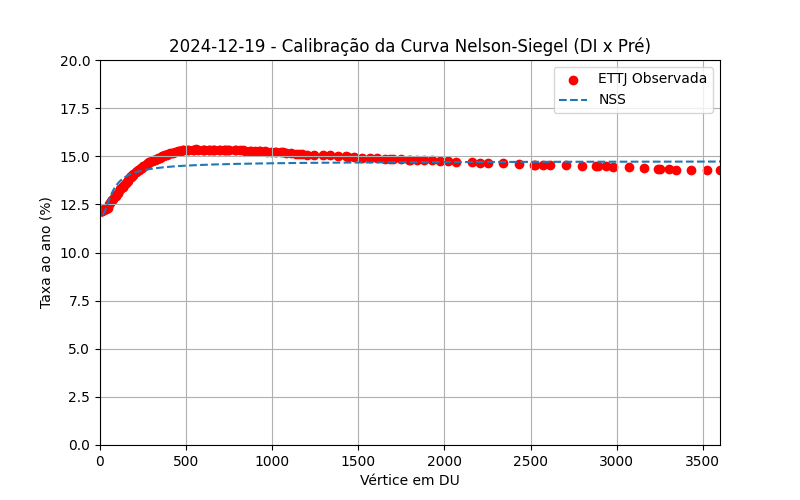 2024-12-19 - Calibração da Curva Nelson-Siegel (DI x Pré)
ETTJ Observada
NSS
Taxa ao ano (%)
20.0
17.5
15.0
12.5
10.0
7.5
5.0
2.5
0.0
0 500 1000 1500 2000 2500 3000 3500
Vértice em DU